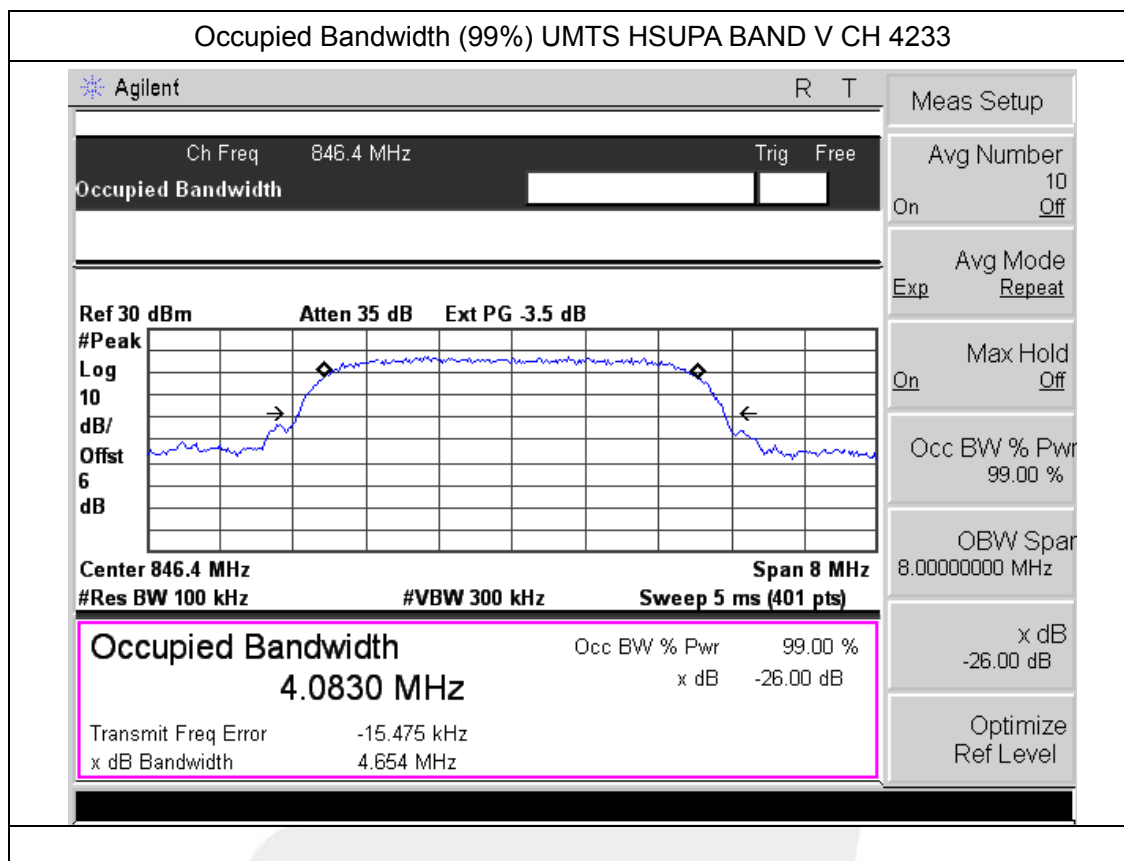 Occupied Bandwidth (99%) UMTS HSUPA BAND V CH 4233
Agilent R T
Ch Freq 846.4 MHz Trig Free
Occupied Bandwidth
Ref 30 dBm Atten 35 dB Ext PG -3.5 dB
#Peak
Log
10
dB/
Offst
6
dB
Center 846.4 MHz Span 8 MHz
#Res BW 100 kHz #VBW 300 kHz Sweep 5 ms (401 pts)
Occupied Bandwidth Occ BW % Pwr 99.00 %
4.0830 MHz x dB -26.00 dB
Transmit Freq Error -15.475 kHz
x dB Bandwidth 4.654 MHz
Meas Setup
Avg Number
10
On Off
Avg Mode
Exp Repeat
Max Hold
On Off
Occ BW % Pwr
99.00 %
OBW Span
8.00000000 MHz
x dB
-26.00 dB
Optimize
Ref Level